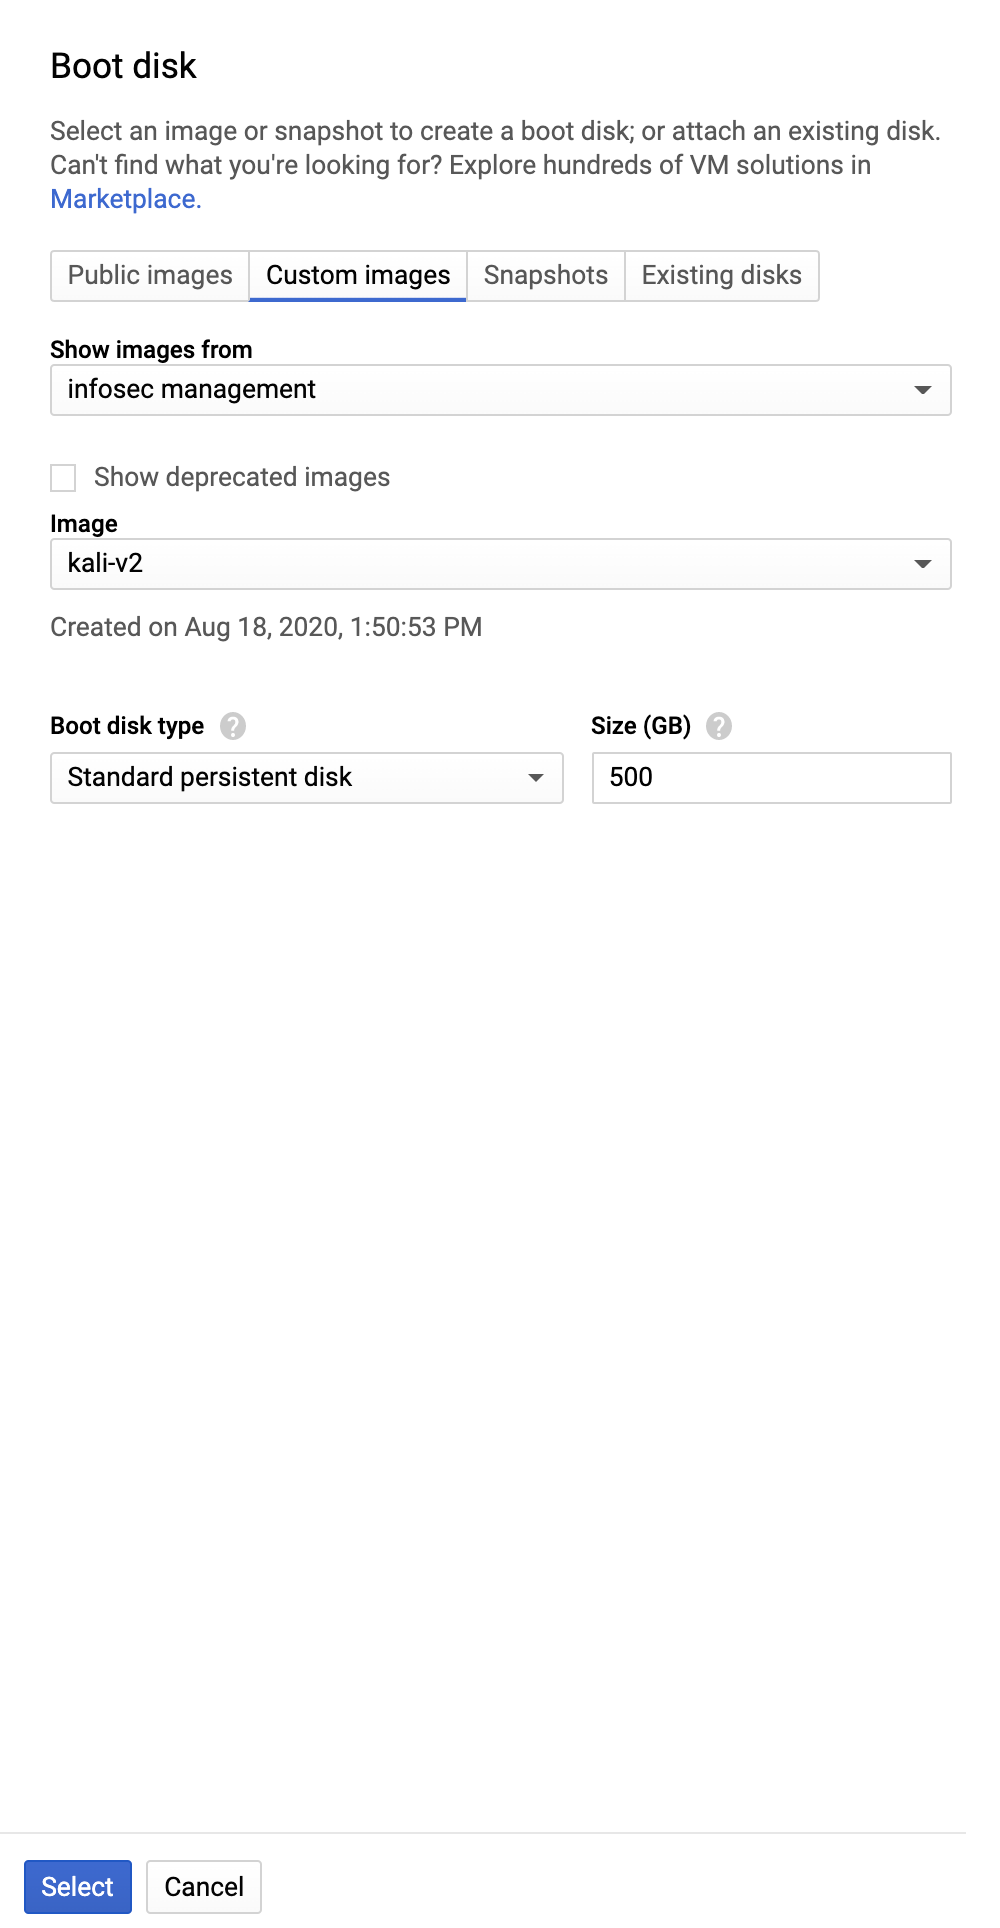 Boot disk
Select an image or snapshot to create a boot disk; or attach an existing disk.
Can't find what you're looking for? Explore hundreds of VM solutions in
Marketplace.
Public images Custom images Snapshots Existing disks
Show images from
infosec management
Show deprecated images
Image
kali-v2
Created on Aug 18, 2020, 1:50:53 PM
Boot disk type ? Size (GB) ?
Standard persistent disk 500
Select Cancel